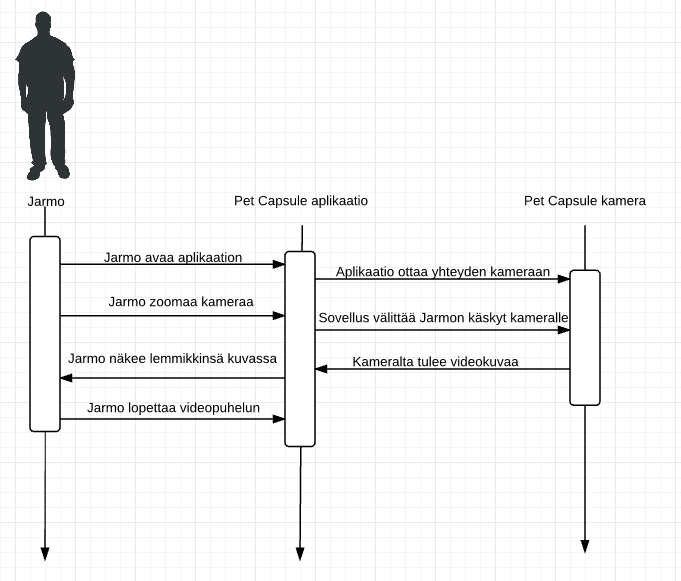 Jarmo
Pet Capsule aplikaatio
Pet Capsule kamera
Jarmo avaa aplikaation
Aplikaatio ottaa yhteyden kameraan
Jarmo zoomaa kameraa
Sovellus välittää Jarmon käskyt kameralle
Jarmo näkee lemmikkinsä kuvassa
Kameralta tulee videokuvaa
Jarmo lopettaa videopuhelun